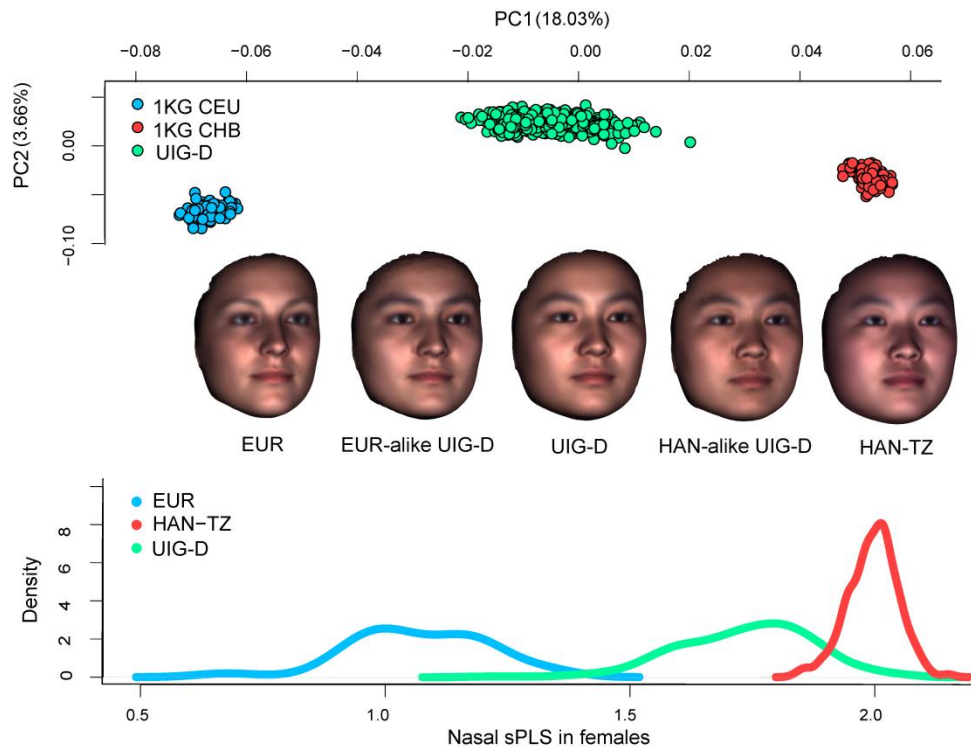 PC1(18.03%)
−0.08 −0.06 −0.04 −0.02 0.00 0.02 0.04 0.06
PC2 (3.66%)
0.00
−0.10
1KG CEU
1KG CHB
UIG-D
EUR EUR-alike UIG-D UIG-D HAN-alike UIG-D HAN-TZ
EUR
HAN−TZ
UIG-D
Density
8
6
4
2
0
0.5 1.0 1.5 2.0
Nasal sPLS in females